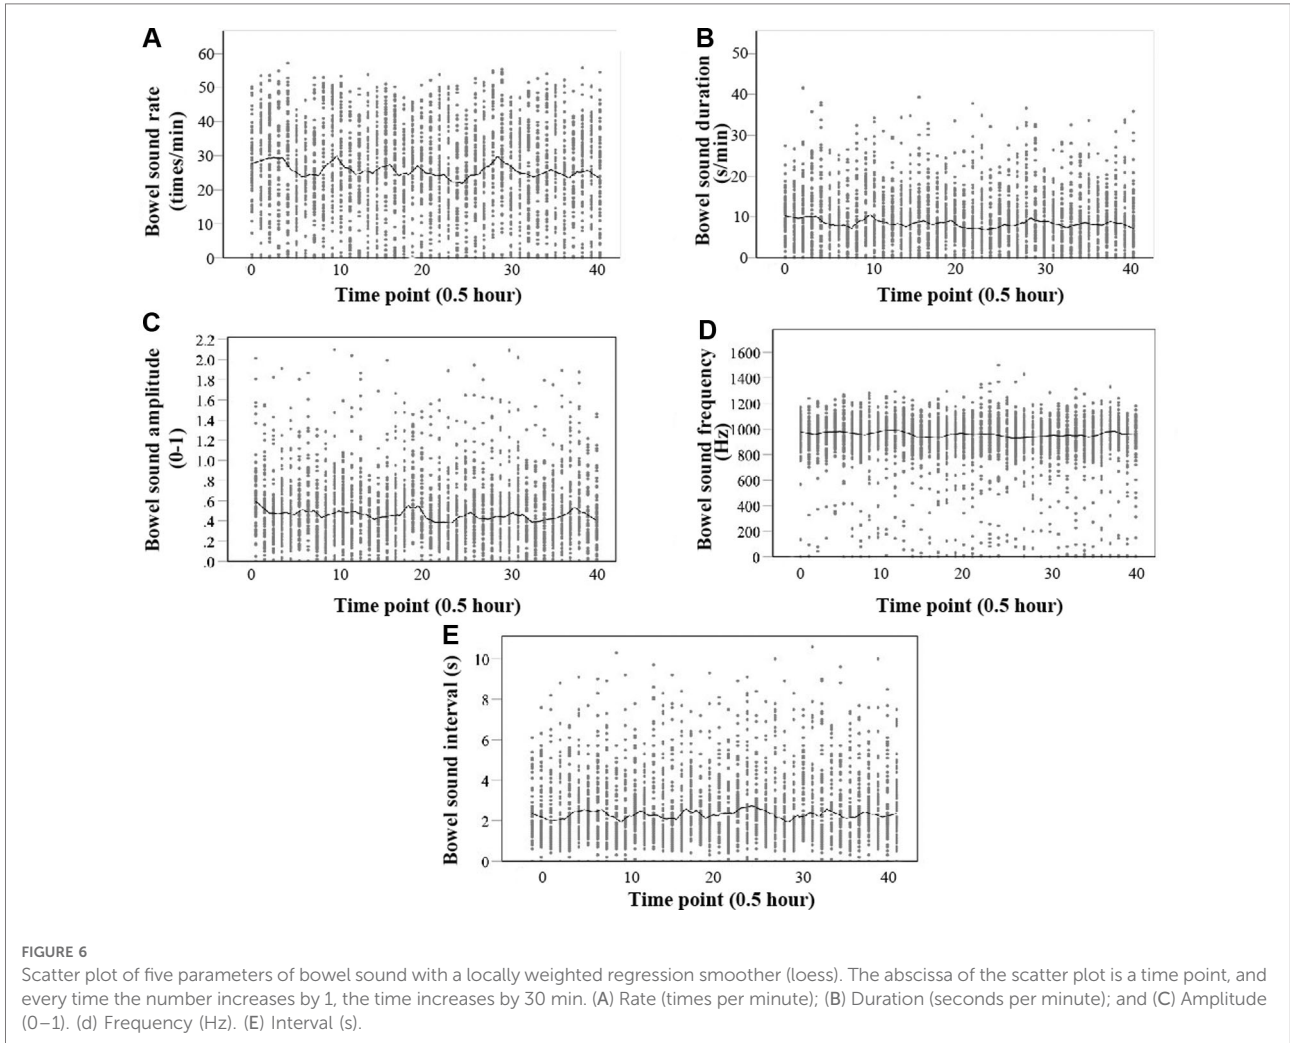 A
Bowel sound rate
(times/min)
60
50
40
30
20
10
0
0 10 20 30 40
Time point (0.5 hour)
B
Bowel sound duration
(s/min)
50
40
30
20
10
0
0 10 20 30 40
Time point (0.5 hour)
C
Bowel sound amplitude
(0-1)
2.2
2.0
1.8
1.6
1.4
1.2
1.0
.8
.6
.4
.2
.0
0 10 20 30 40
Time point (0.5 hour)
D
Bowel sound frequency
(Hz)
1600
1400
1200
1000
800
600
400
200
0
0 10 20 30 40
Time point (0.5 hour)
E
Bowel sound interval (s)
10
8
6
4
2
0
0 10 20 30 40
Time point (0.5 hour)
FIGURE 6
Scatter plot of five parameters of bowel sound with a locally weighted regression smoother (loess). The abscissa of the scatter plot is a time point, and
every time the number increases by 1, the time increases by 30 min. (A) Rate (times per minute); (B) Duration (seconds per minute); and (C) Amplitude
(0–1). (d) Frequency (Hz). (E) Interval (s).